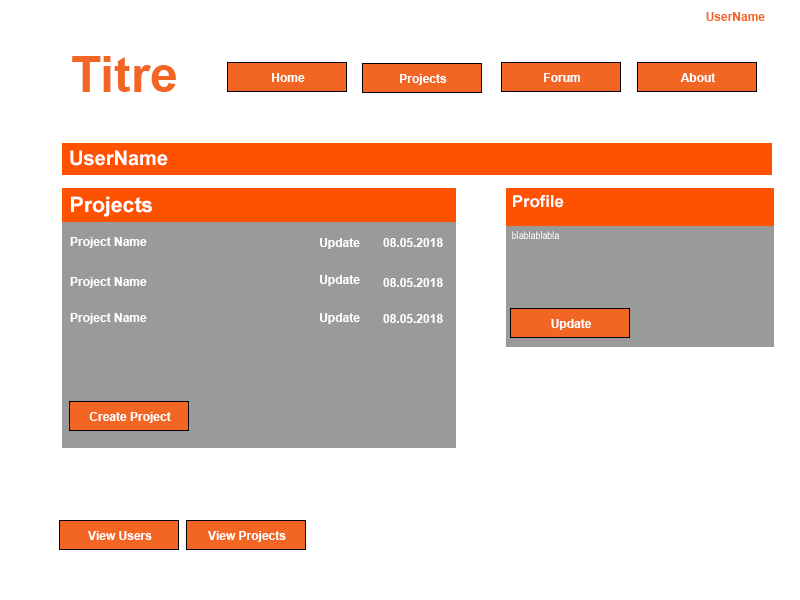 UserName
Titre
Home Projects Forum About
UserName
Projects
Project Name Update 08.05.2018
Project Name Update 08.05.2018
Project Name Update 08.05.2018
Create Project
Profile
blablablabla
Update
View Users View Projects